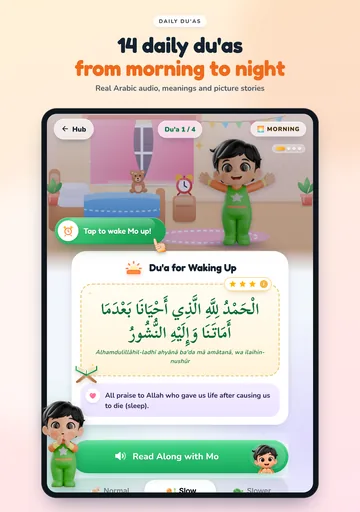 DAILY DU'AS
14 daily du'as
from morning to night
Real Arabic audio, meanings and picture stories
← Hub
Du'a 1 / 4
MORNING
Tap to wake Mo up!
Du'a for Waking Up
الْحَمْدُ لِلَّهِ الَّذِي أَحْيَانَا بَعْدَمَا
أَمَاتَنَا وَإِلَيْهِ النُّشُورُ
Alhamdulillāhil-ladhī ahyānā ba'da mā amātanā, wa ilaihin-
nushūr
All praise to Allah who gave us life after causing us
to die (sleep).
Read Along with Mo
Normal
Slow
Slower